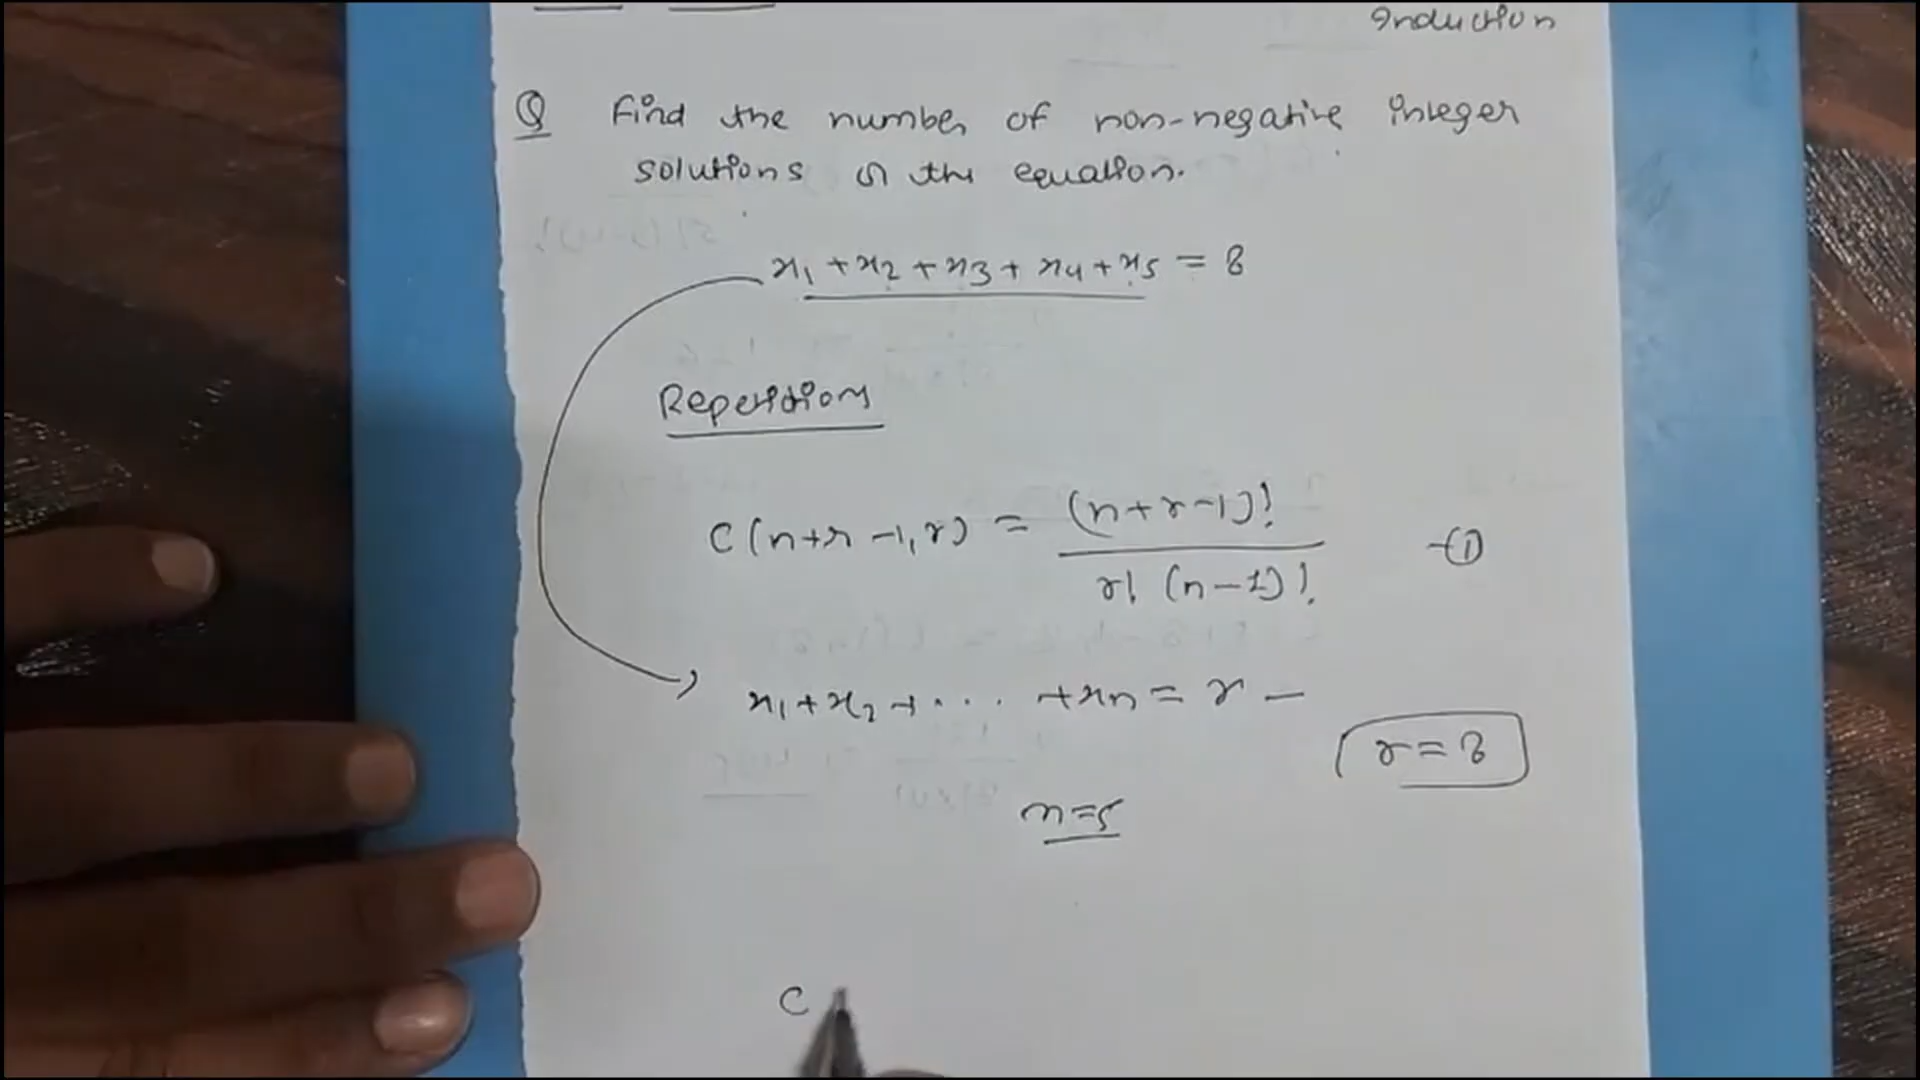 Induction
Q Find the number of non-negative integer
solutions of the equation.
x₁ + x₂ + x₃ + x₄ + x₅ = 8
Repetitions
C(n+r-1, r) = (n+r-1)! / r! (n-1)! -①
x₁ + x₂ + ... + xₙ = r -
r = 8
n = 5
C